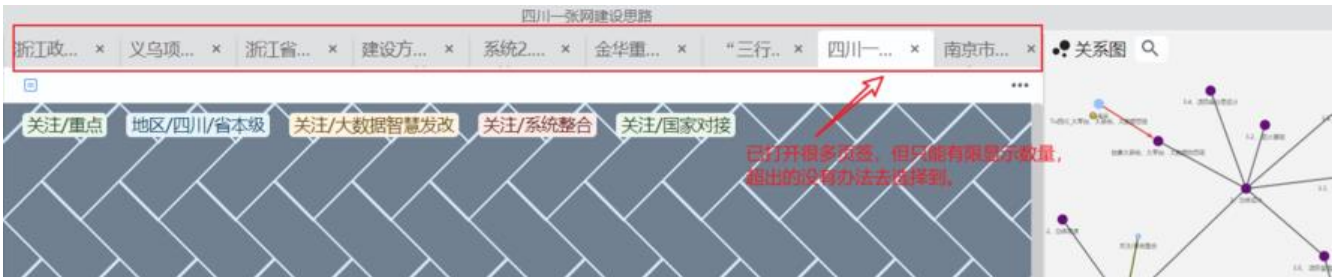 四川一张网建设思路
浙江政... × 义乌项... × 浙江省... × 建设方... × 系统2.... × 金华重... × “三行.. × 四川一... × 南京市... × 关系图
关注/重点 地区/四川/省本级 关注/大数据智慧发改 关注/系统整合 关注/国家对接
已打开很多页签，但只能有限显示数量，
超出的没有办法去选择到。